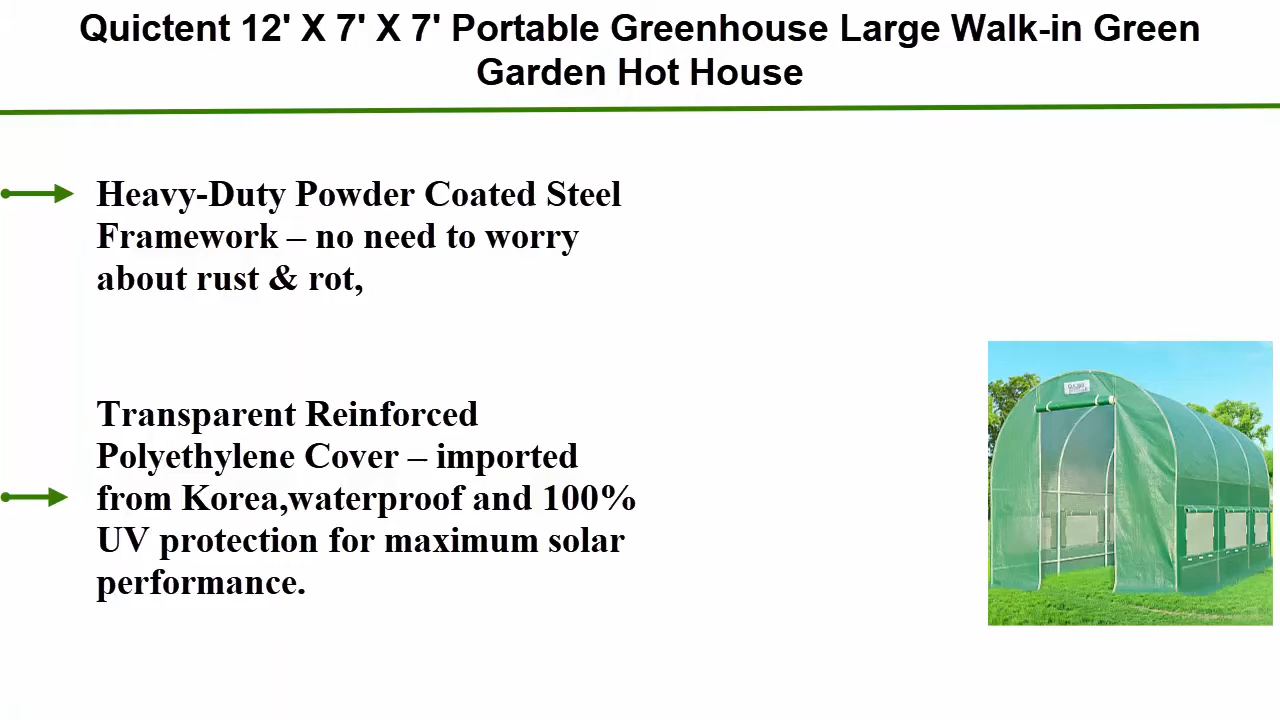 Quictent 12' X 7' X 7' Portable Greenhouse Large Walk-in Green
Garden Hot House
Heavy-Duty Powder Coated Steel
Framework – no need to worry
about rust & rot,
Transparent Reinforced
Polyethylene Cover – imported
from Korea,waterproof and 100%
UV protection for maximum solar
performance.